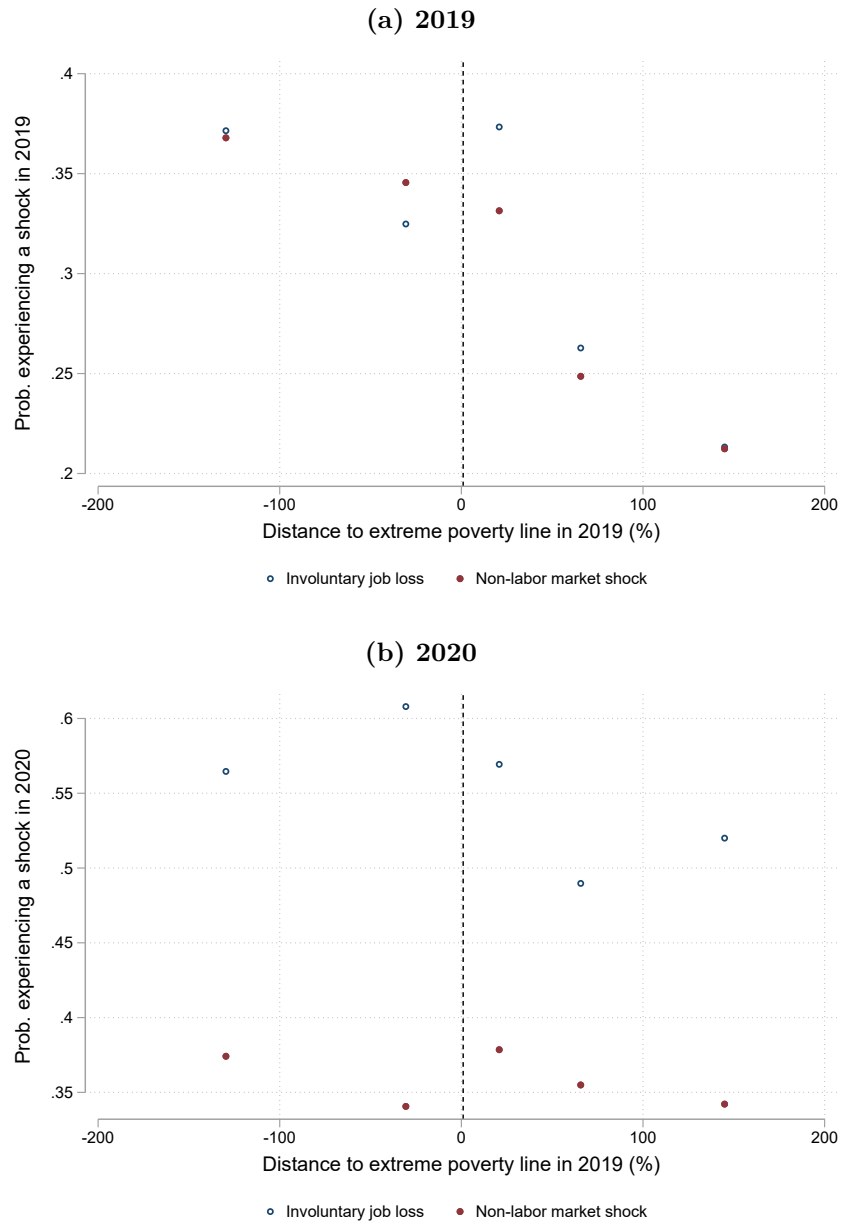 (a) 2019
Prob. experiencing a shock in 2019
.4
.35
.3
.25
.2
-200 -100 0 100 200
Distance to extreme poverty line in 2019 (%)
Involuntary job loss Non-labor market shock
(b) 2020
Prob. experiencing a shock in 2020
.6
.55
.5
.45
.4
.35
-200 -100 0 100 200
Distance to extreme poverty line in 2019 (%)
Involuntary job loss Non-labor market shock